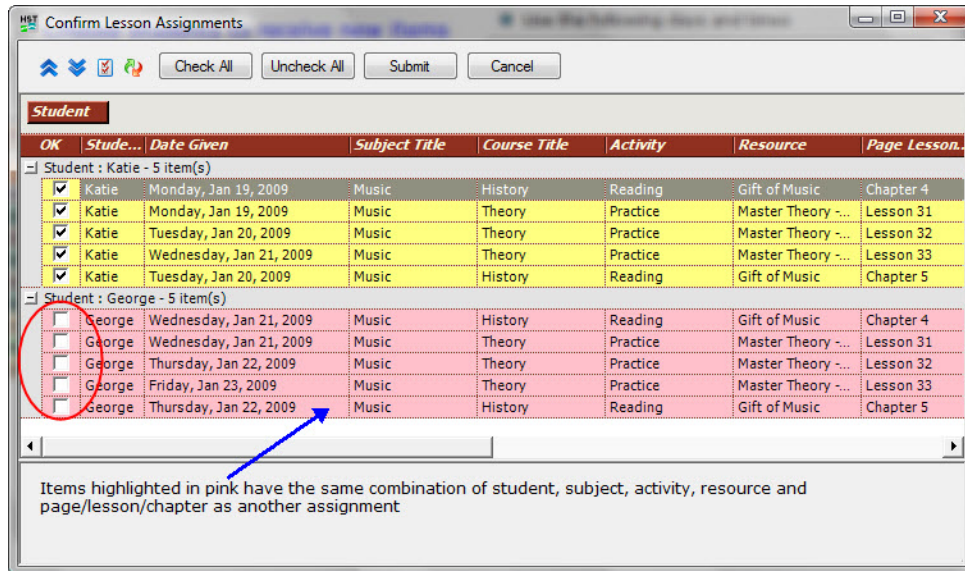 HST Confirm Lesson Assignments
Check All Uncheck All Submit Cancel
Student
OK Stude... Date Given Subject Title Course Title Activity Resource Page Lesson..
Student : Katie - 5 item(s)
Katie Monday, Jan 19, 2009 Music History Reading Gift of Music Chapter 4
Katie Monday, Jan 19, 2009 Music Theory Practice Master Theory -... Lesson 31
Katie Tuesday, Jan 20, 2009 Music Theory Practice Master Theory -... Lesson 32
Katie Wednesday, Jan 21, 2009 Music Theory Practice Master Theory -... Lesson 33
Katie Tuesday, Jan 20, 2009 Music History Reading Gift of Music Chapter 5
Student : George - 5 item(s)
George Wednesday, Jan 21, 2009 Music History Reading Gift of Music Chapter 4
George Wednesday, Jan 21, 2009 Music Theory Practice Master Theory -... Lesson 31
George Thursday, Jan 22, 2009 Music Theory Practice Master Theory -... Lesson 32
George Friday, Jan 23, 2009 Music Theory Practice Master Theory -... Lesson 33
George Thursday, Jan 22, 2009 Music History Reading Gift of Music Chapter 5
Items highlighted in pink have the same combination of student, subject, activity, resource and
page/lesson/chapter as another assignment